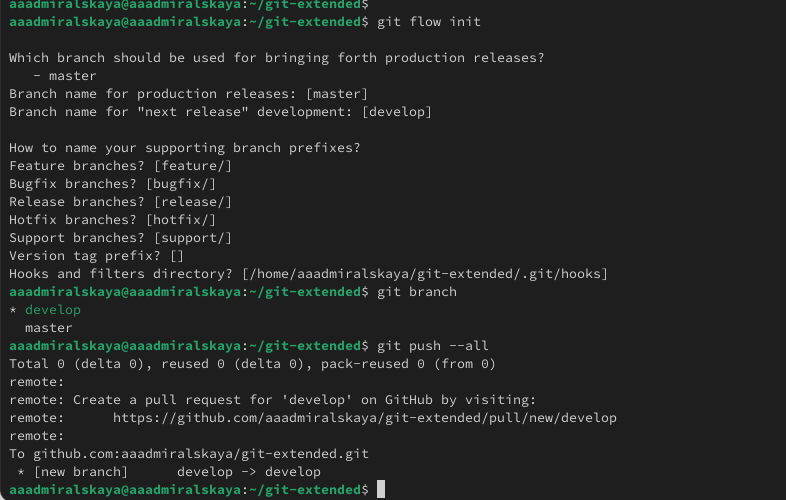 aaadmiralskaya@aaadmiralskaya:~/git-extended$
aaadmiralskaya@aaadmiralskaya:~/git-extended$ git flow init

Which branch should be used for bringing forth production releases?
   - master
Branch name for production releases: [master]
Branch name for "next release" development: [develop]

How to name your supporting branch prefixes?
Feature branches? [feature/]
Bugfix branches? [bugfix/]
Release branches? [release/]
Hotfix branches? [hotfix/]
Support branches? [support/]
Version tag prefix? []
Hooks and filters directory? [/home/aaadmiralskaya/git-extended/.git/hooks]
aaadmiralskaya@aaadmiralskaya:~/git-extended$ git branch
* develop
  master
aaadmiralskaya@aaadmiralskaya:~/git-extended$ git push --all
Total 0 (delta 0), reused 0 (delta 0), pack-reused 0 (from 0)
remote:
remote: Create a pull request for 'develop' on GitHub by visiting:
remote:      https://github.com/aaadmiralskaya/git-extended/pull/new/develop
remote:
To github.com:aaadmiralskaya/git-extended.git
 * [new branch]      develop -> develop
aaadmiralskaya@aaadmiralskaya:~/git-extended$